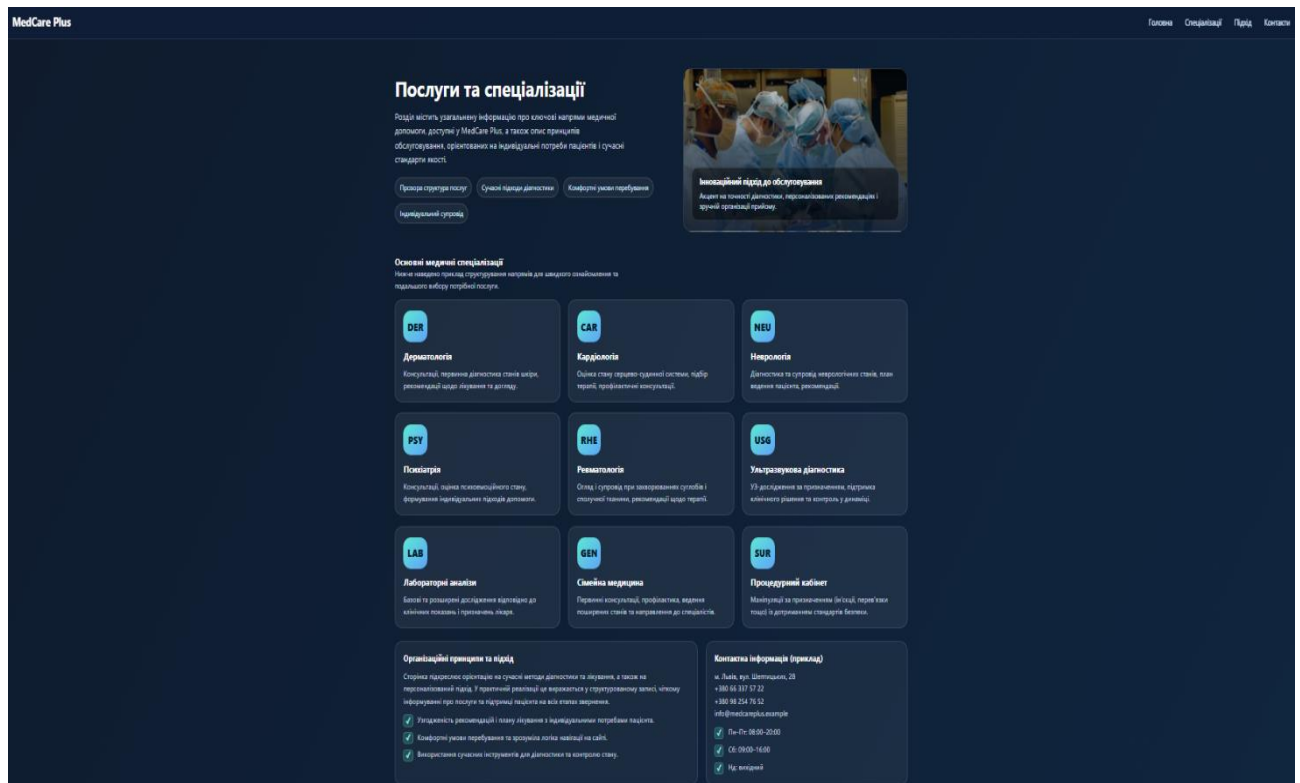 MedCare Plus
Головна Спеціалізації Підхід Контакти
Послуги та спеціалізації
Розділ містить узагальнену інформацію про ключові напрями медичної
допомоги, доступні у MedCare Plus, а також опис принципів
обслуговування, орієнтованих на індивідуальні потреби пацієнтів і сучасні
стандарти якості.
Прозора структура послуг
Сучасні підходи діагностики
Комфортні умови перебування
Індивідуальний супровід
Інноваційний підхід до обслуговування
Акцент на точності діагностики, персоналізованих рекомендаціях і
зручній організації прийому.
Основні медичні спеціалізації
Нижче наведено приклад структурування напрямів для швидкого ознайомлення та
подальшого вибору потрібної послуги.
DER
Дерматологія
Консультації, первинна діагностика станів шкіри,
рекомендації щодо лікування та догляду.
CAR
Кардіологія
Оцінка стану серцево-судинної системи, підбір
терапії, профілактичні консультації.
NEU
Неврологія
Діагностика та супровід неврологічних станів, план
ведення пацієнта, рекомендації.
PSY
Психіатрія
Консультації, оцінка психоемоційного стану,
формування індивідуальних підходів допомоги.
RHE
Ревматологія
Огляд і супровід при захворюваннях суглобів і
сполучної тканини, рекомендації щодо терапії.
USG
Ультразвукова діагностика
УЗ-дослідження за призначенням, підтримка
клінічного рішення та контроль у динаміці.
LAB
Лабораторні аналізи
Базові та розширені дослідження відповідно до
клінічних показань і призначень лікаря.
GEN
Сімейна медицина
Первинні консультації, профілактика, ведення
поширених станів та направлення до спеціалістів.
SUR
Процедурний кабінет
Маніпуляції за призначенням (ін'єкції, перев'язки
тощо) із дотриманням стандартів безпеки.
Організаційні принципи та підхід
Сторінка підкреслює орієнтацію на сучасні методи діагностики та лікування, а також на
персоналізований підхід. У практичній реалізації це виражається у структурованому записі, чіткому
інформуванні про послуги та підтримці пацієнта на всіх етапах звернення.
Узгодженість рекомендацій і плану лікування з індивідуальними потребами пацієнта.
Комфортні умови перебування та зрозуміла логіка навігації на сайті.
Використання сучасних інструментів для діагностики та контролю стану.
Контактна інформація (приклад)
м. Львів, вул. Шептицьких, 28
+380 66 337 57 22
+380 98 254 76 52
info@medcareplus.example
Пн–Пт: 08:00–20:00
Сб: 09:00–16:00
Нд: вихідний